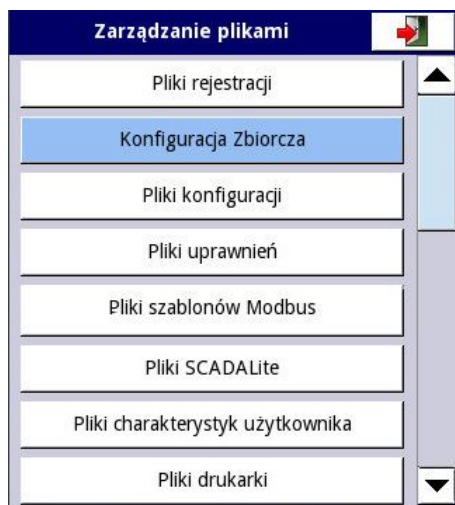 Zarządzanie plikami
Pliki rejestracji
Konfiguracja Zbiorcza
Pliki konfiguracji
Pliki uprawnień
Pliki szablonów Modbus
Pliki SCADALite
Pliki charakterystyk użytkownika
Pliki drukarki